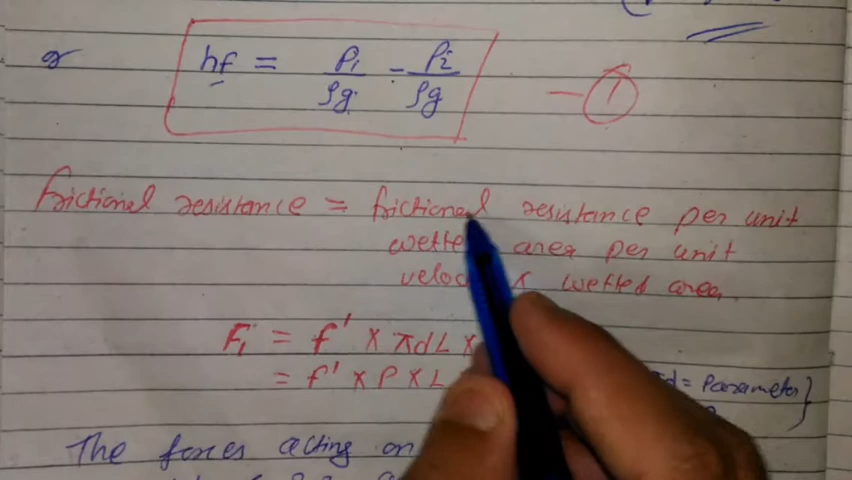 or hf = P₁/ρg - P₂/ρg — ①
frictional resistance = frictional resistance per unit
wetted area per unit
x wetted area
F₁ = f' × πdL ×
= f' × P × L
= Parameter}
The forces acting on